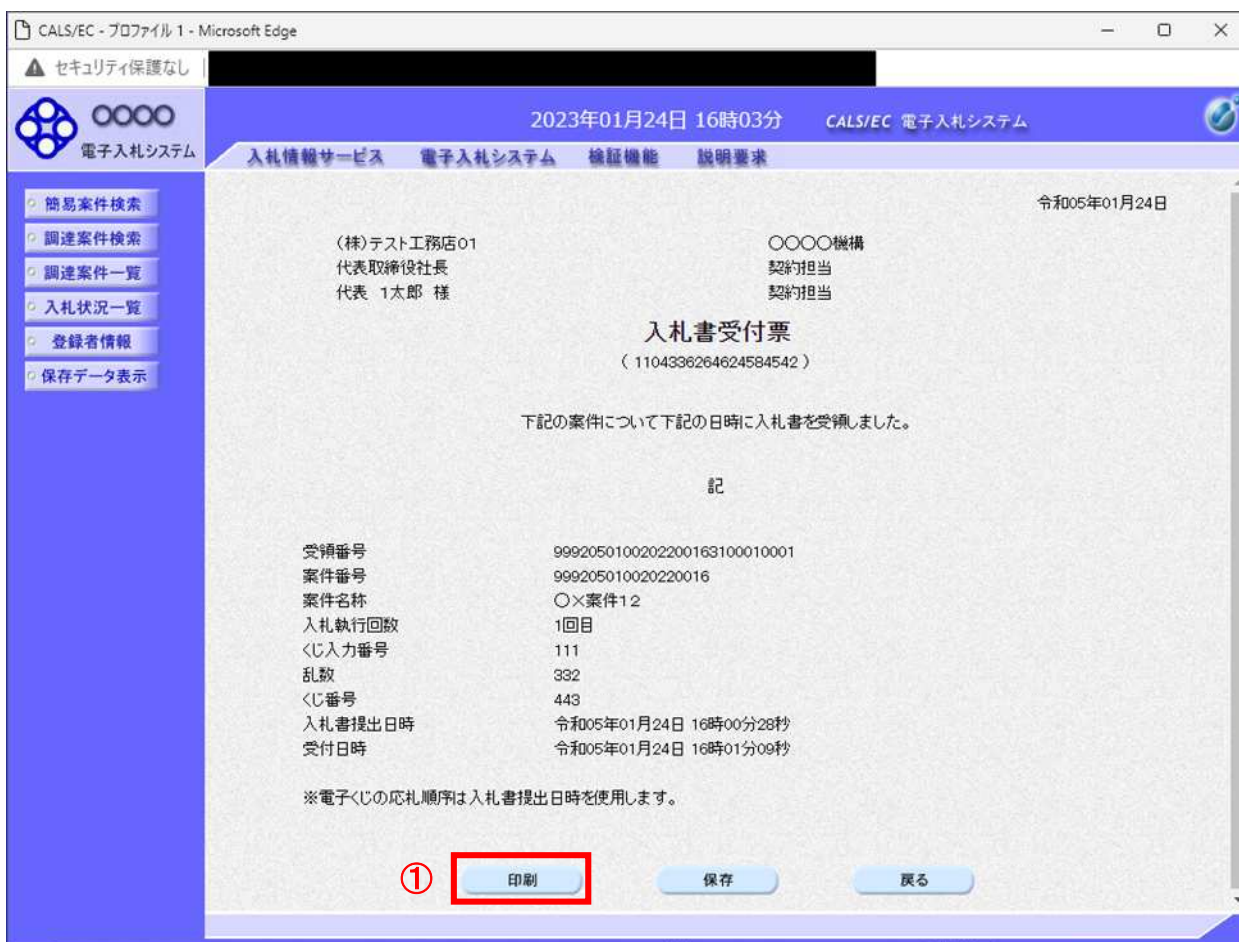 CALS/EC - プロファイル 1 - Microsoft Edge
セキュリティ保護なし
OOOO
電子入札システム
2023年01月24日 16時03分
CALS/EC 電子入札システム
入札情報サービス 電子入札システム 検証機能 説明要求
簡易案件検索
調達案件検索
調達案件一覧
入札状況一覧
登録者情報
保存データ表示
令和05年01月24日
(株)テスト工務店01
代表取締役社長
代表 1太郎 様
〇〇〇〇機構
契約担当
契約担当
入札書受付票
( 1104336264624584542 )
下記の案件について下記の日時に入札書を受領しました。
記
受領番号 9992050100202200163100010001
案件番号 999205010020220016
案件名称 〇×案件12
入札執行回数 1回目
くじ入力番号 111
乱数 332
くじ番号 443
入札書提出日時 令和05年01月24日 16時00分28秒
受付日時 令和05年01月24日 16時01分09秒
※電子くじの応札順序は入札書提出日時を使用します。
① 印刷 保存 戻る